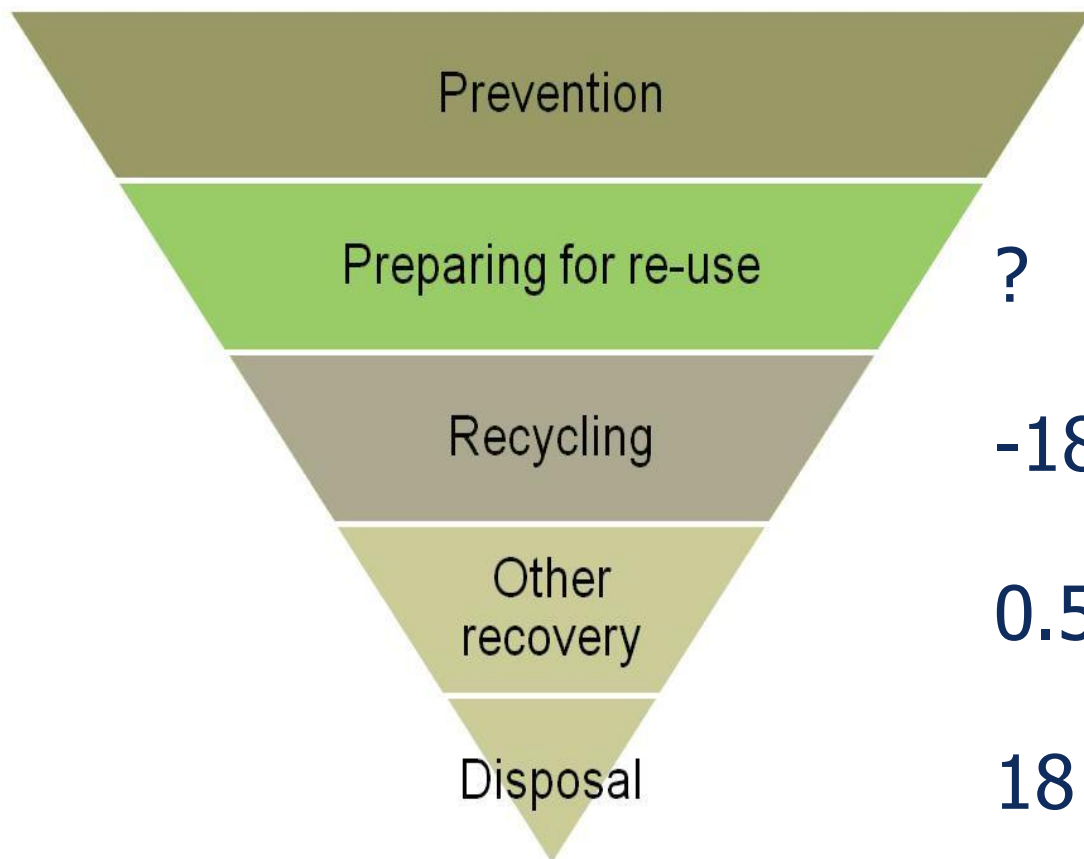 Prevention
Preparing for re-use
?
Recycling
-18
Other
recovery
0.5
Disposal
18